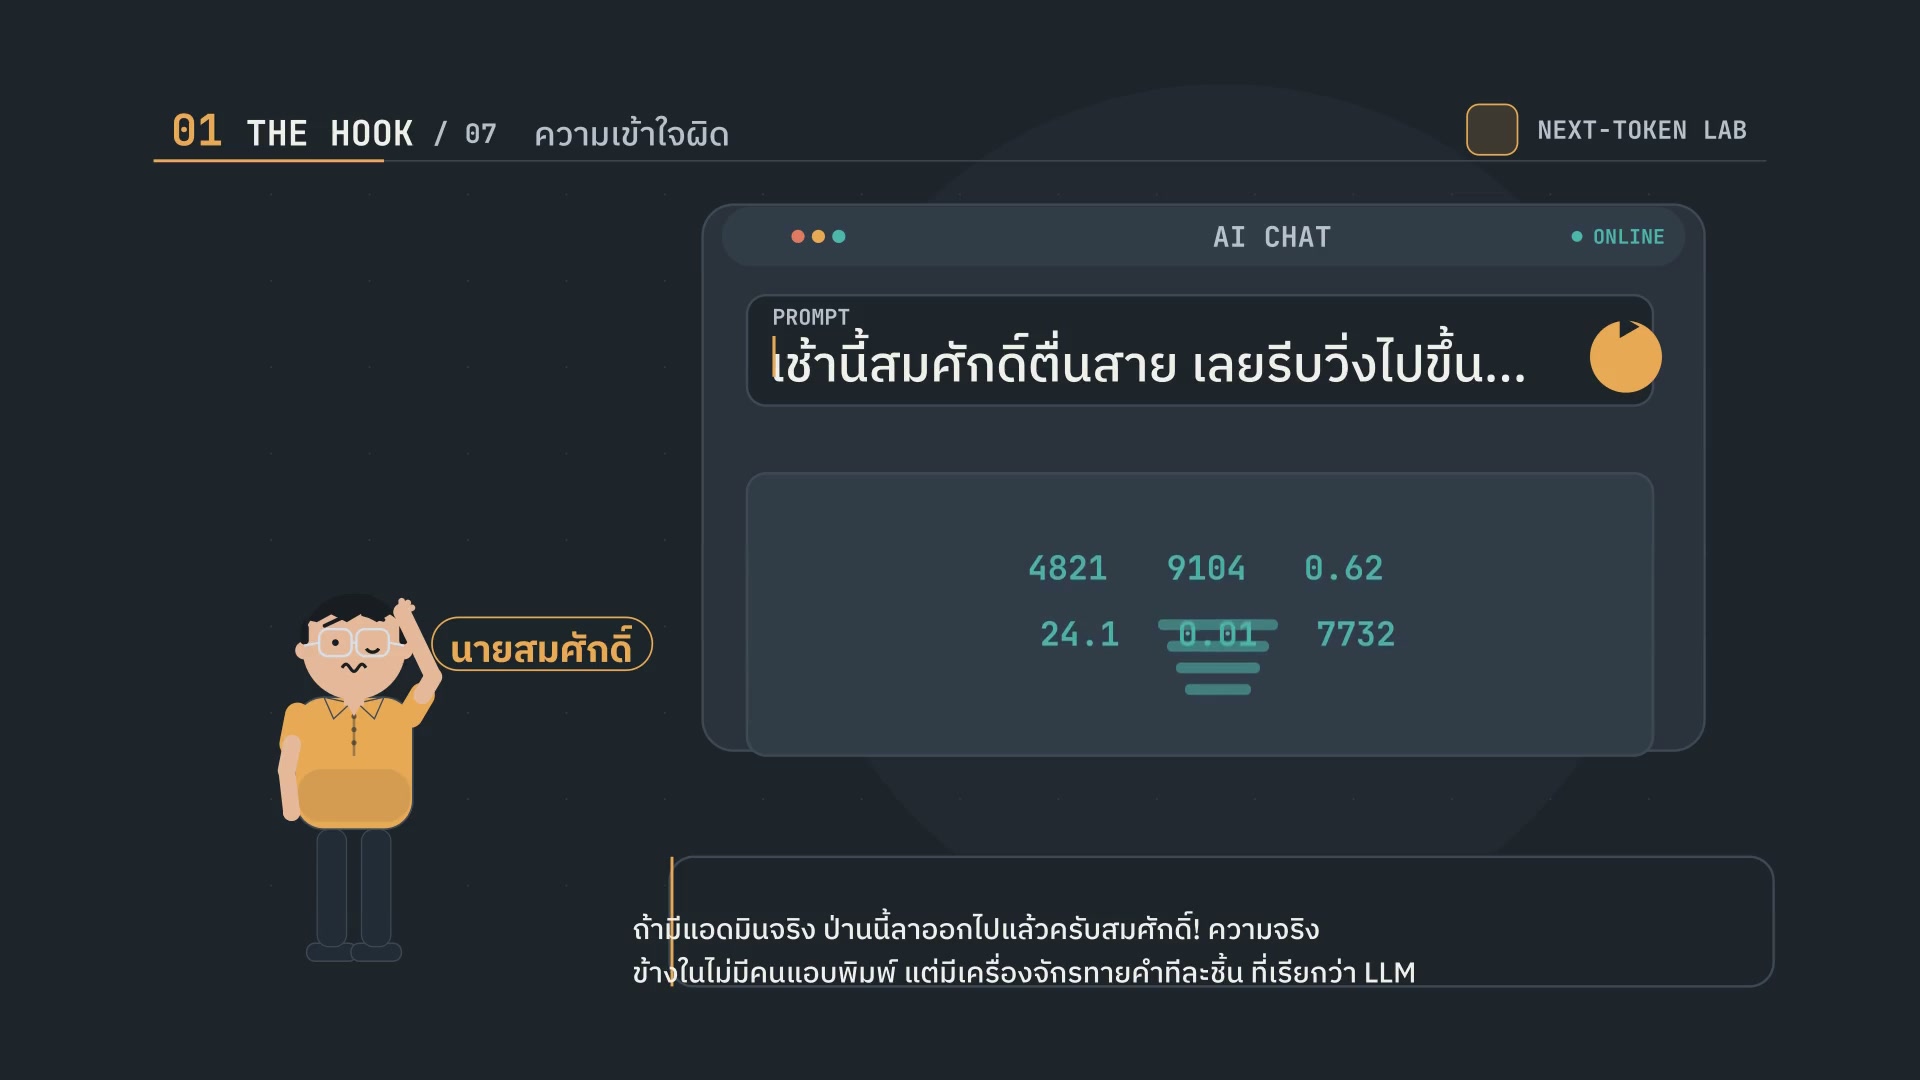 01 THE HOOK / 07 ความเข้าใจผิด
NEXT-TOKEN LAB
AI CHAT
ONLINE
PROMPT
เช้านี้สมศักดิ์ตื่นสาย เลยรีบวิ่งไปขึ้น...
4821 9104 0.62
24.1 0.01 7732
นายสมศักดิ์
ถ้ามีแอดมินจริง ป่านนี้ลาออกไปแล้วครับสมศักดิ์! ความจริง
ข้างในไม่มีคนแอบพิมพ์ แต่มีเครื่องจักรทายคำทีละชิ้น ที่เรียกว่า LLM